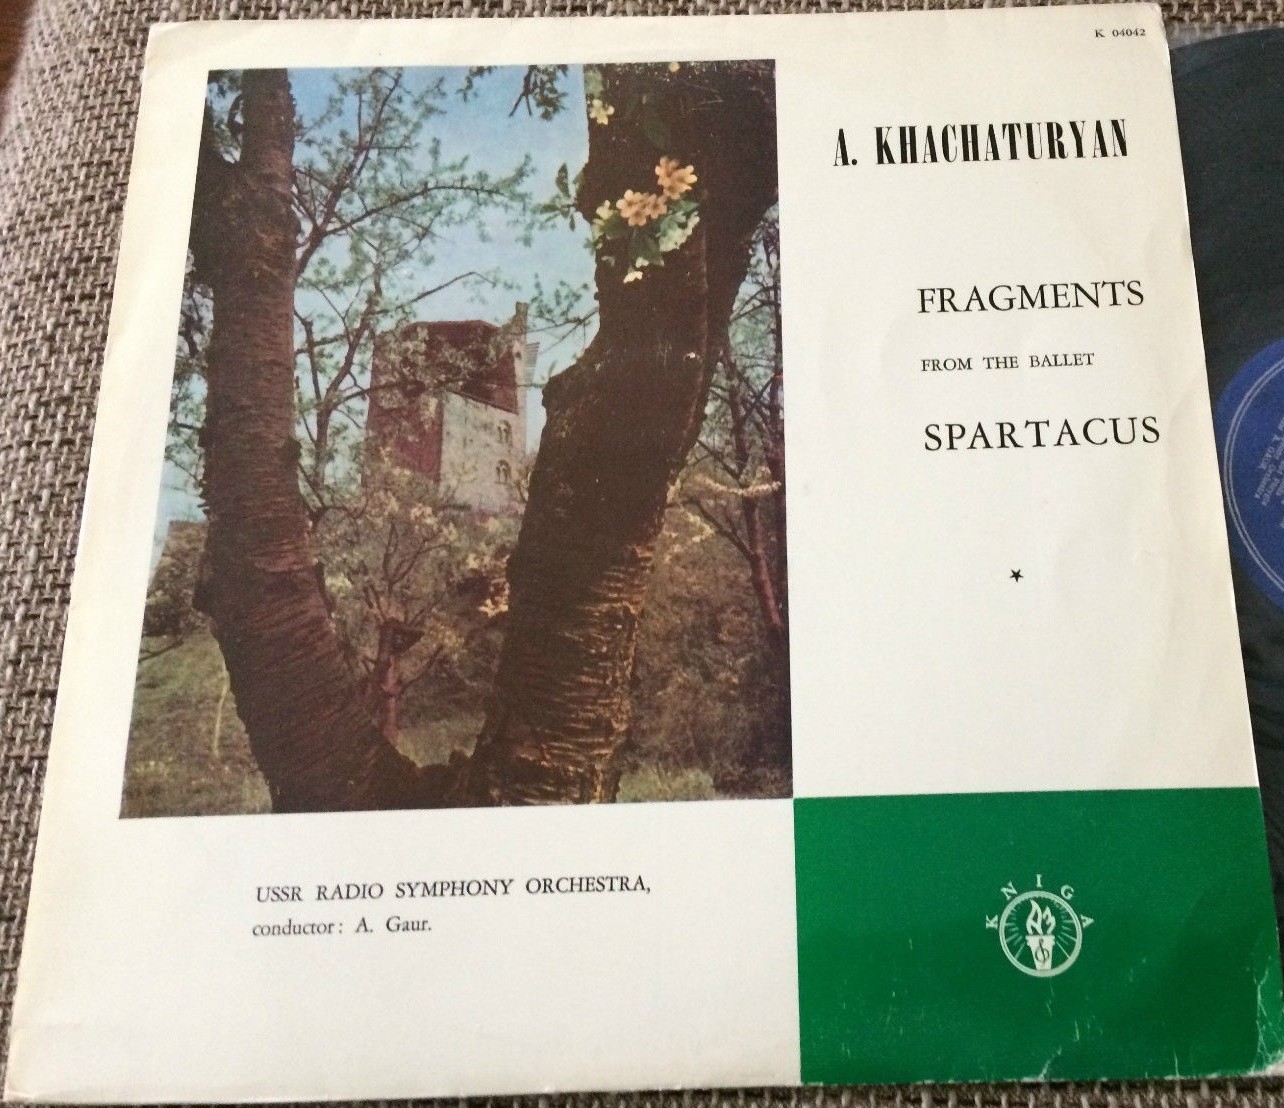 K 04042
A. KHACHATURYAN
FRAGMENTS
FROM THE BALLET
SPARTACUS
USSR RADIO SYMPHONY ORCHESTRA,
conductor: A. Gaur.
KNIGA